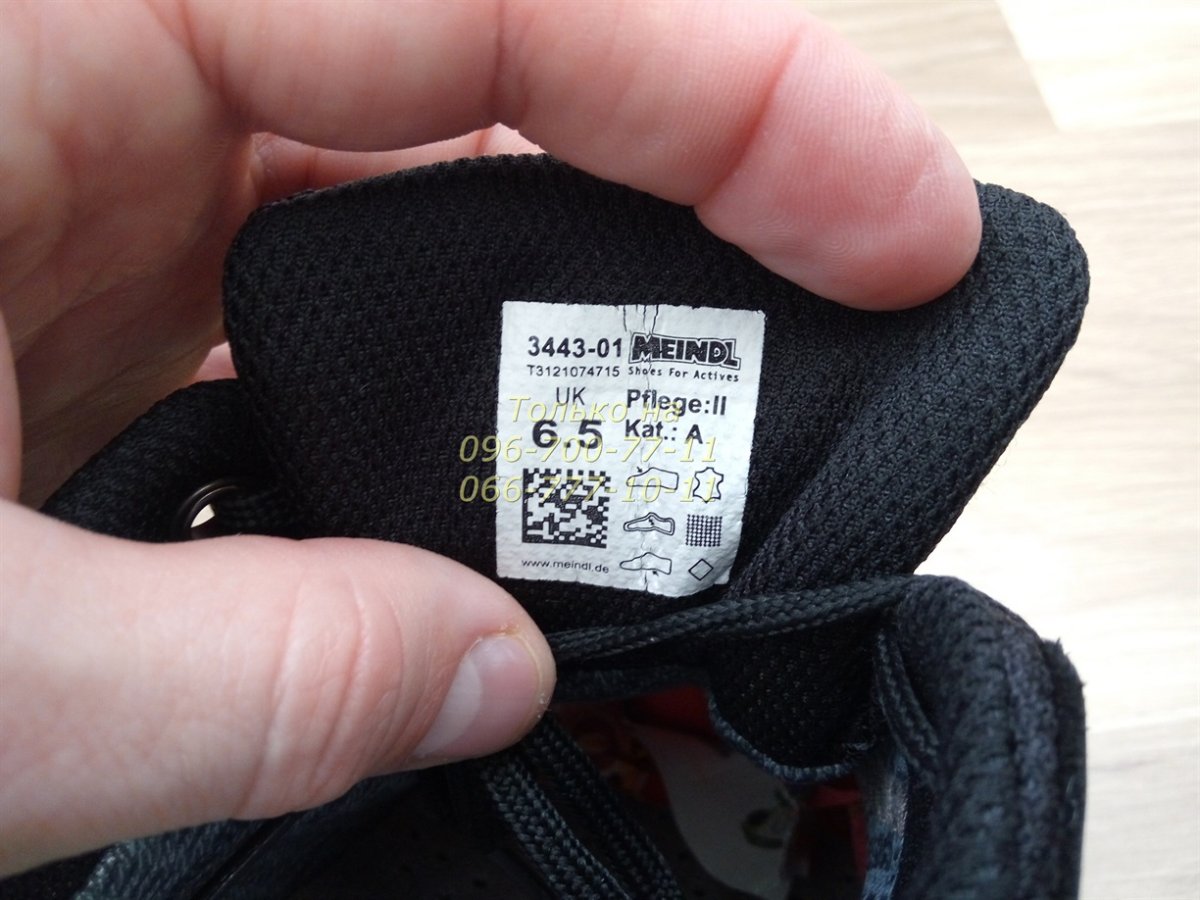 3443-01 MEINDL
T3121074715 Shoes For Actives
UK Pflege:II
6.5 Kat.: A
www.meindl.de
Только на
096-700-77-11
066-777-10-11